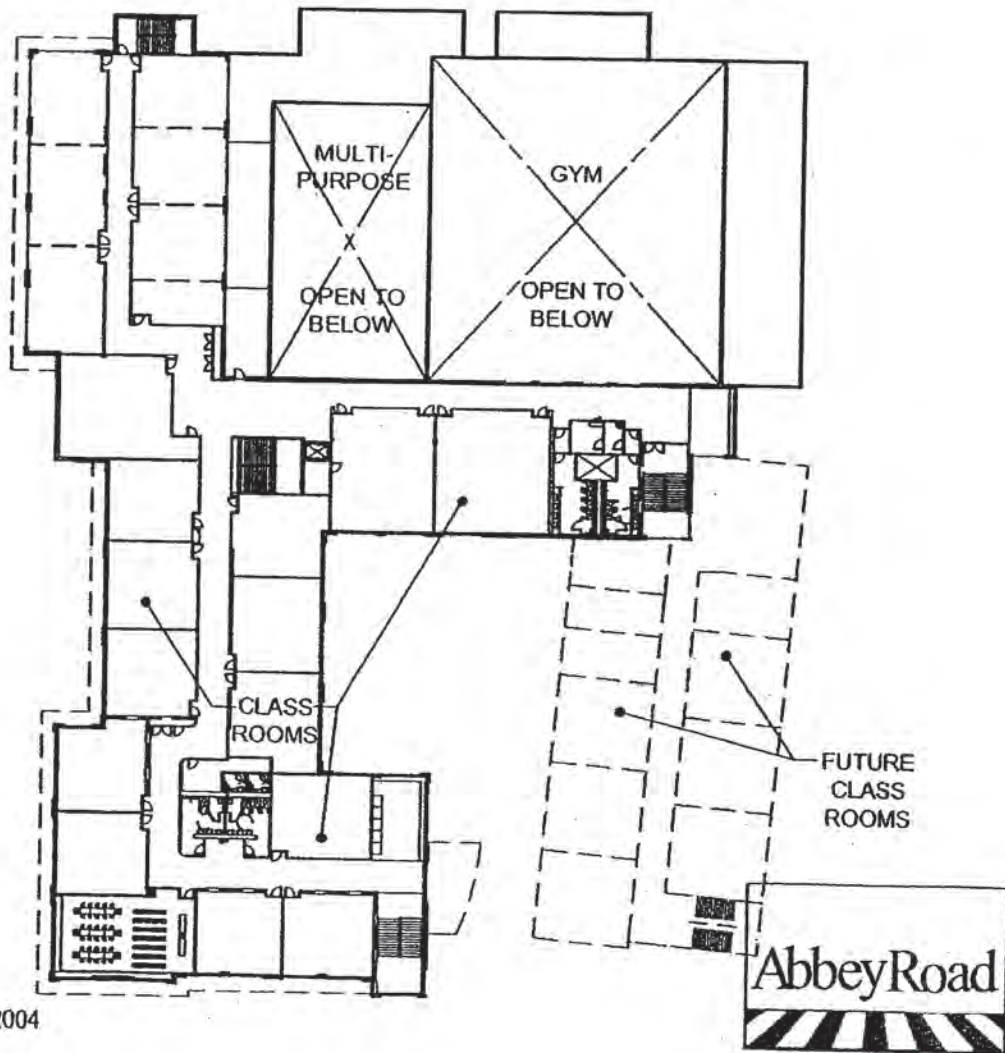 MULTI-
PURPOSE
OPEN TO
BELOW
GYM
OPEN TO
BELOW
CLASS
ROOMS
FUTURE
CLASS
ROOMS
AbbeyRoad
2004